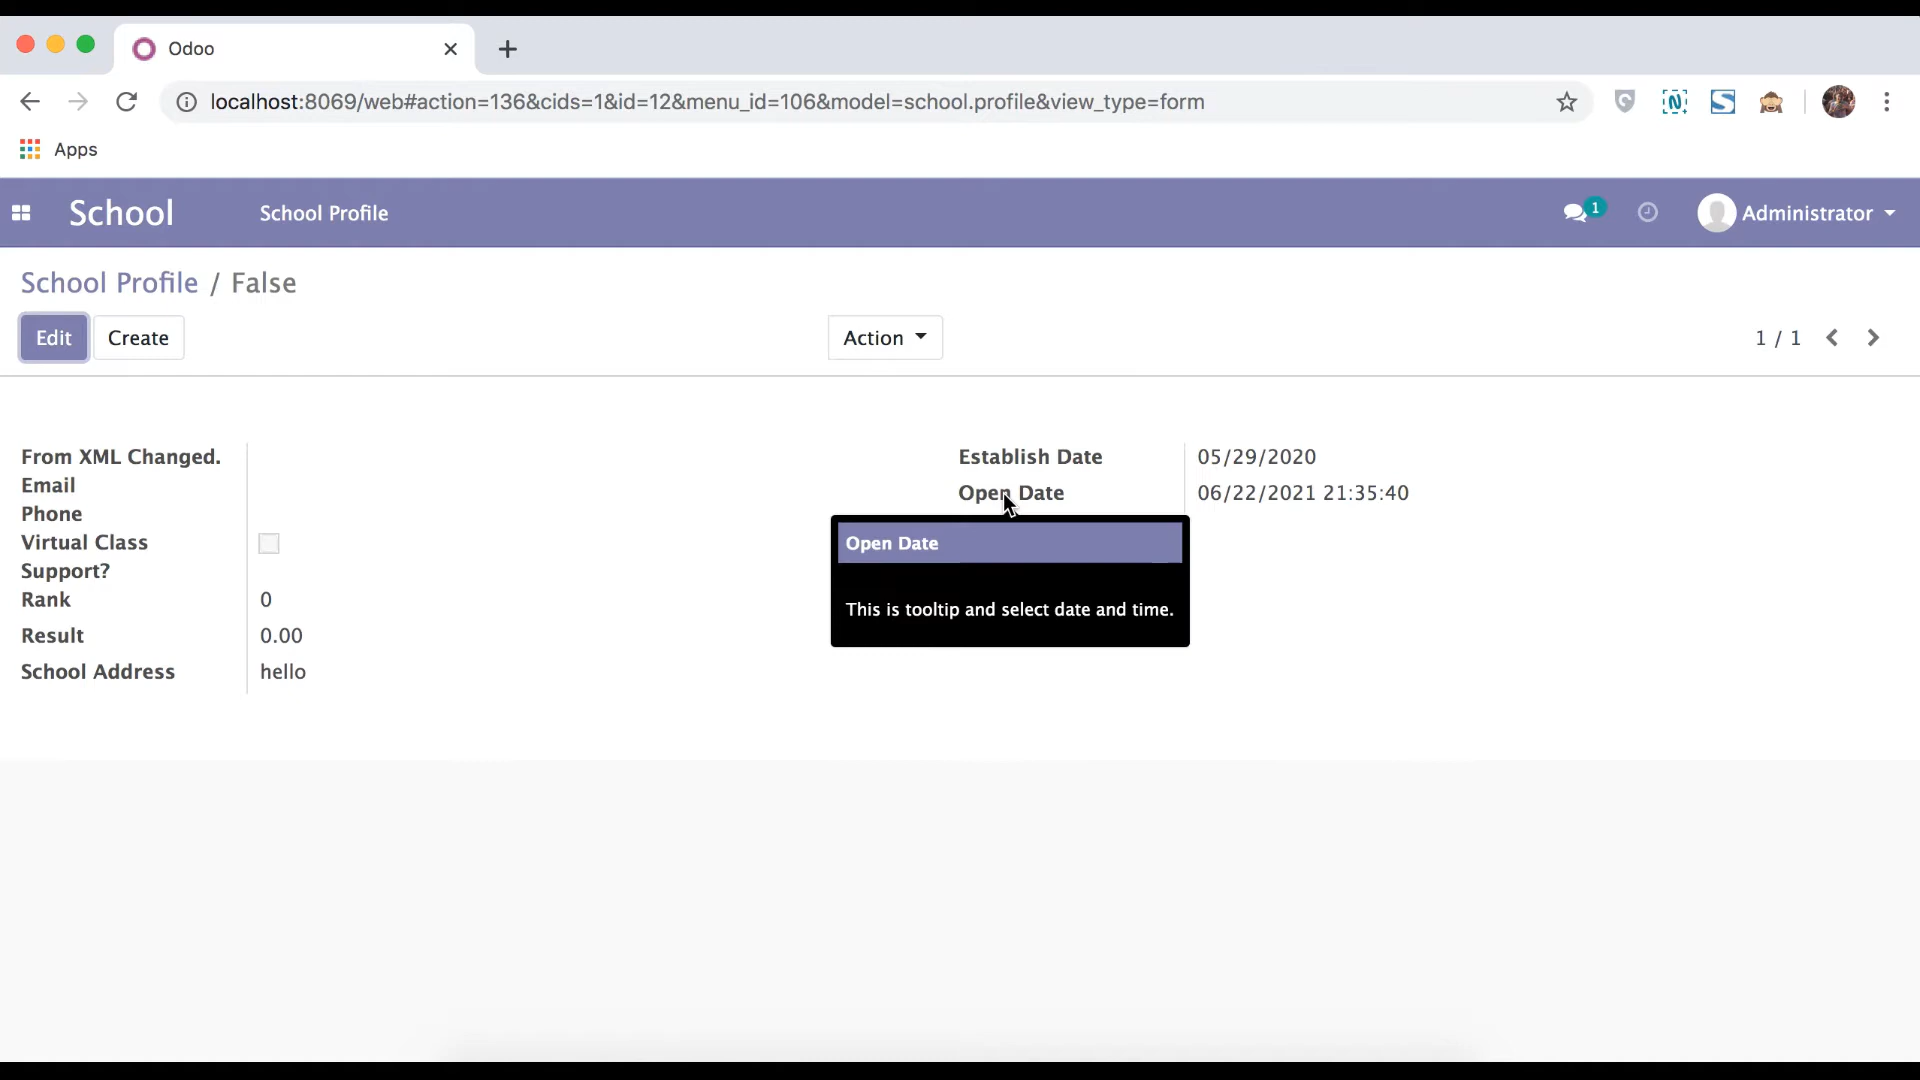 Odoo
localhost:8069/web#action=136&cids=1&id=12&menu_id=106&model=school.profile&view_type=form
Apps
School
School Profile
1
Administrator
School Profile / False
Edit
Create
Action
1 / 1
From XML Changed.
Email
Phone
Virtual Class
Support?
Rank 0
Result 0.00
School Address hello
Establish Date 05/29/2020
Open Date 06/22/2021 21:35:40
Open Date
This is tooltip and select date and time.